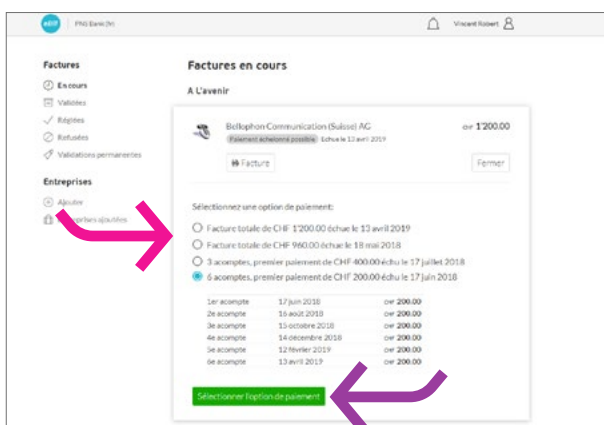 eBill PNS Bank (fr) Vincent Robert
Factures
En cours
Validées
Réglées
Refusées
Validations permanentes
Entreprises
Ajouter
prises ajoutées
Factures en cours
A L'avenir
Bellophon Communication (Suisse) AG CHF 1'200.00
Paiement échelonné possible Echue le 13 avril 2019
Facture Fermer
Sélectionnez une option de paiement:
Facture totale de CHF 1'200.00 échue le 13 avril 2019
Facture totale de CHF 960.00 échue le 18 mai 2018
3 acomptes, premier paiement de CHF 400.00 échu le 17 juillet 2018
6 acomptes, premier paiement de CHF 200.00 échu le 17 juin 2018
1er acompte 17 juin 2018 CHF 200.00
2e acompte 16 août 2018 CHF 200.00
3e acompte 15 octobre 2018 CHF 200.00
4e acompte 14 décembre 2018 CHF 200.00
5e acompte 12 février 2019 CHF 200.00
6e acompte 13 avril 2019 CHF 200.00
Sélectionner l'option de paiement